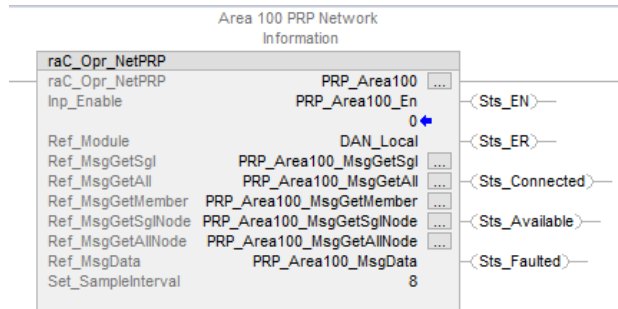 Area 100 PRP Network
Information
raC_Opr_NetPRP
raC_Opr_NetPRP PRP_Area100 ...
Inp_Enable PRP_Area100_En Sts_EN
0
Ref_Module DAN_Local Sts_ER
Ref_MsgGetSgl PRP_Area100_MsgGetSgl ...
Ref_MsgGetAll PRP_Area100_MsgGetAll ... Sts_Connected
Ref_MsgGetMember PRP_Area100_MsgGetMember ...
Ref_MsgGetSglNode PRP_Area100_MsgGetSglNode ... Sts_Available
Ref_MsgGetAllNode PRP_Area100_MsgGetAllNode ...
Ref_MsgData PRP_Area100_MsgData Sts_Faulted
Set_SampleInterval 8